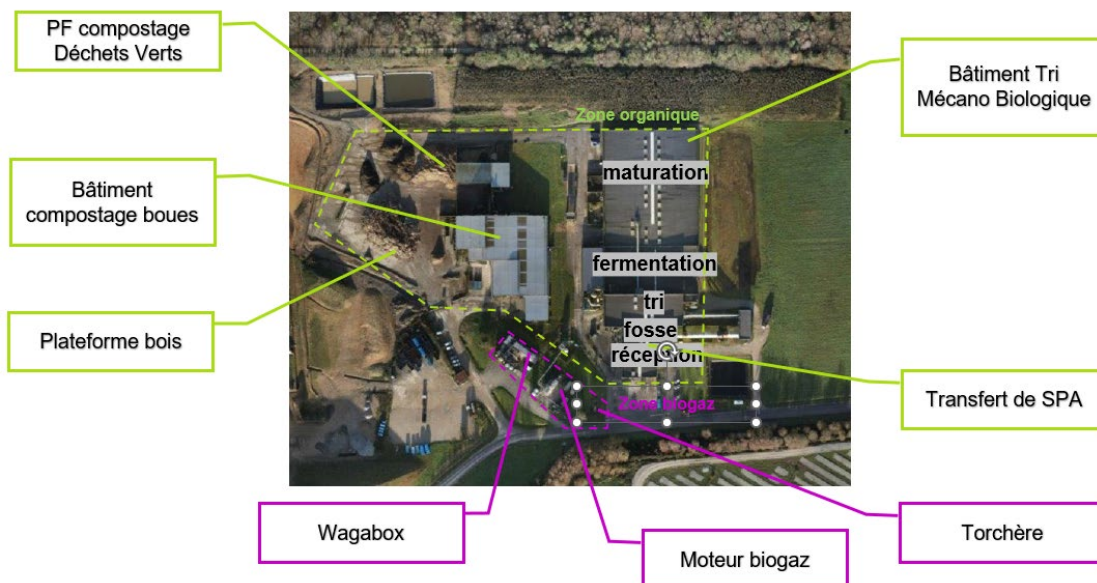 PF compostage
Déchets Verts
Bâtiment Tri
Mécano Biologique
Zone organique
maturation
Bâtiment
compostage boues
fermentation
tri
fosse
réception
Plateforme bois
Transfert de SPA
Zone biogaz
Wagabox
Torchère
Moteur biogaz